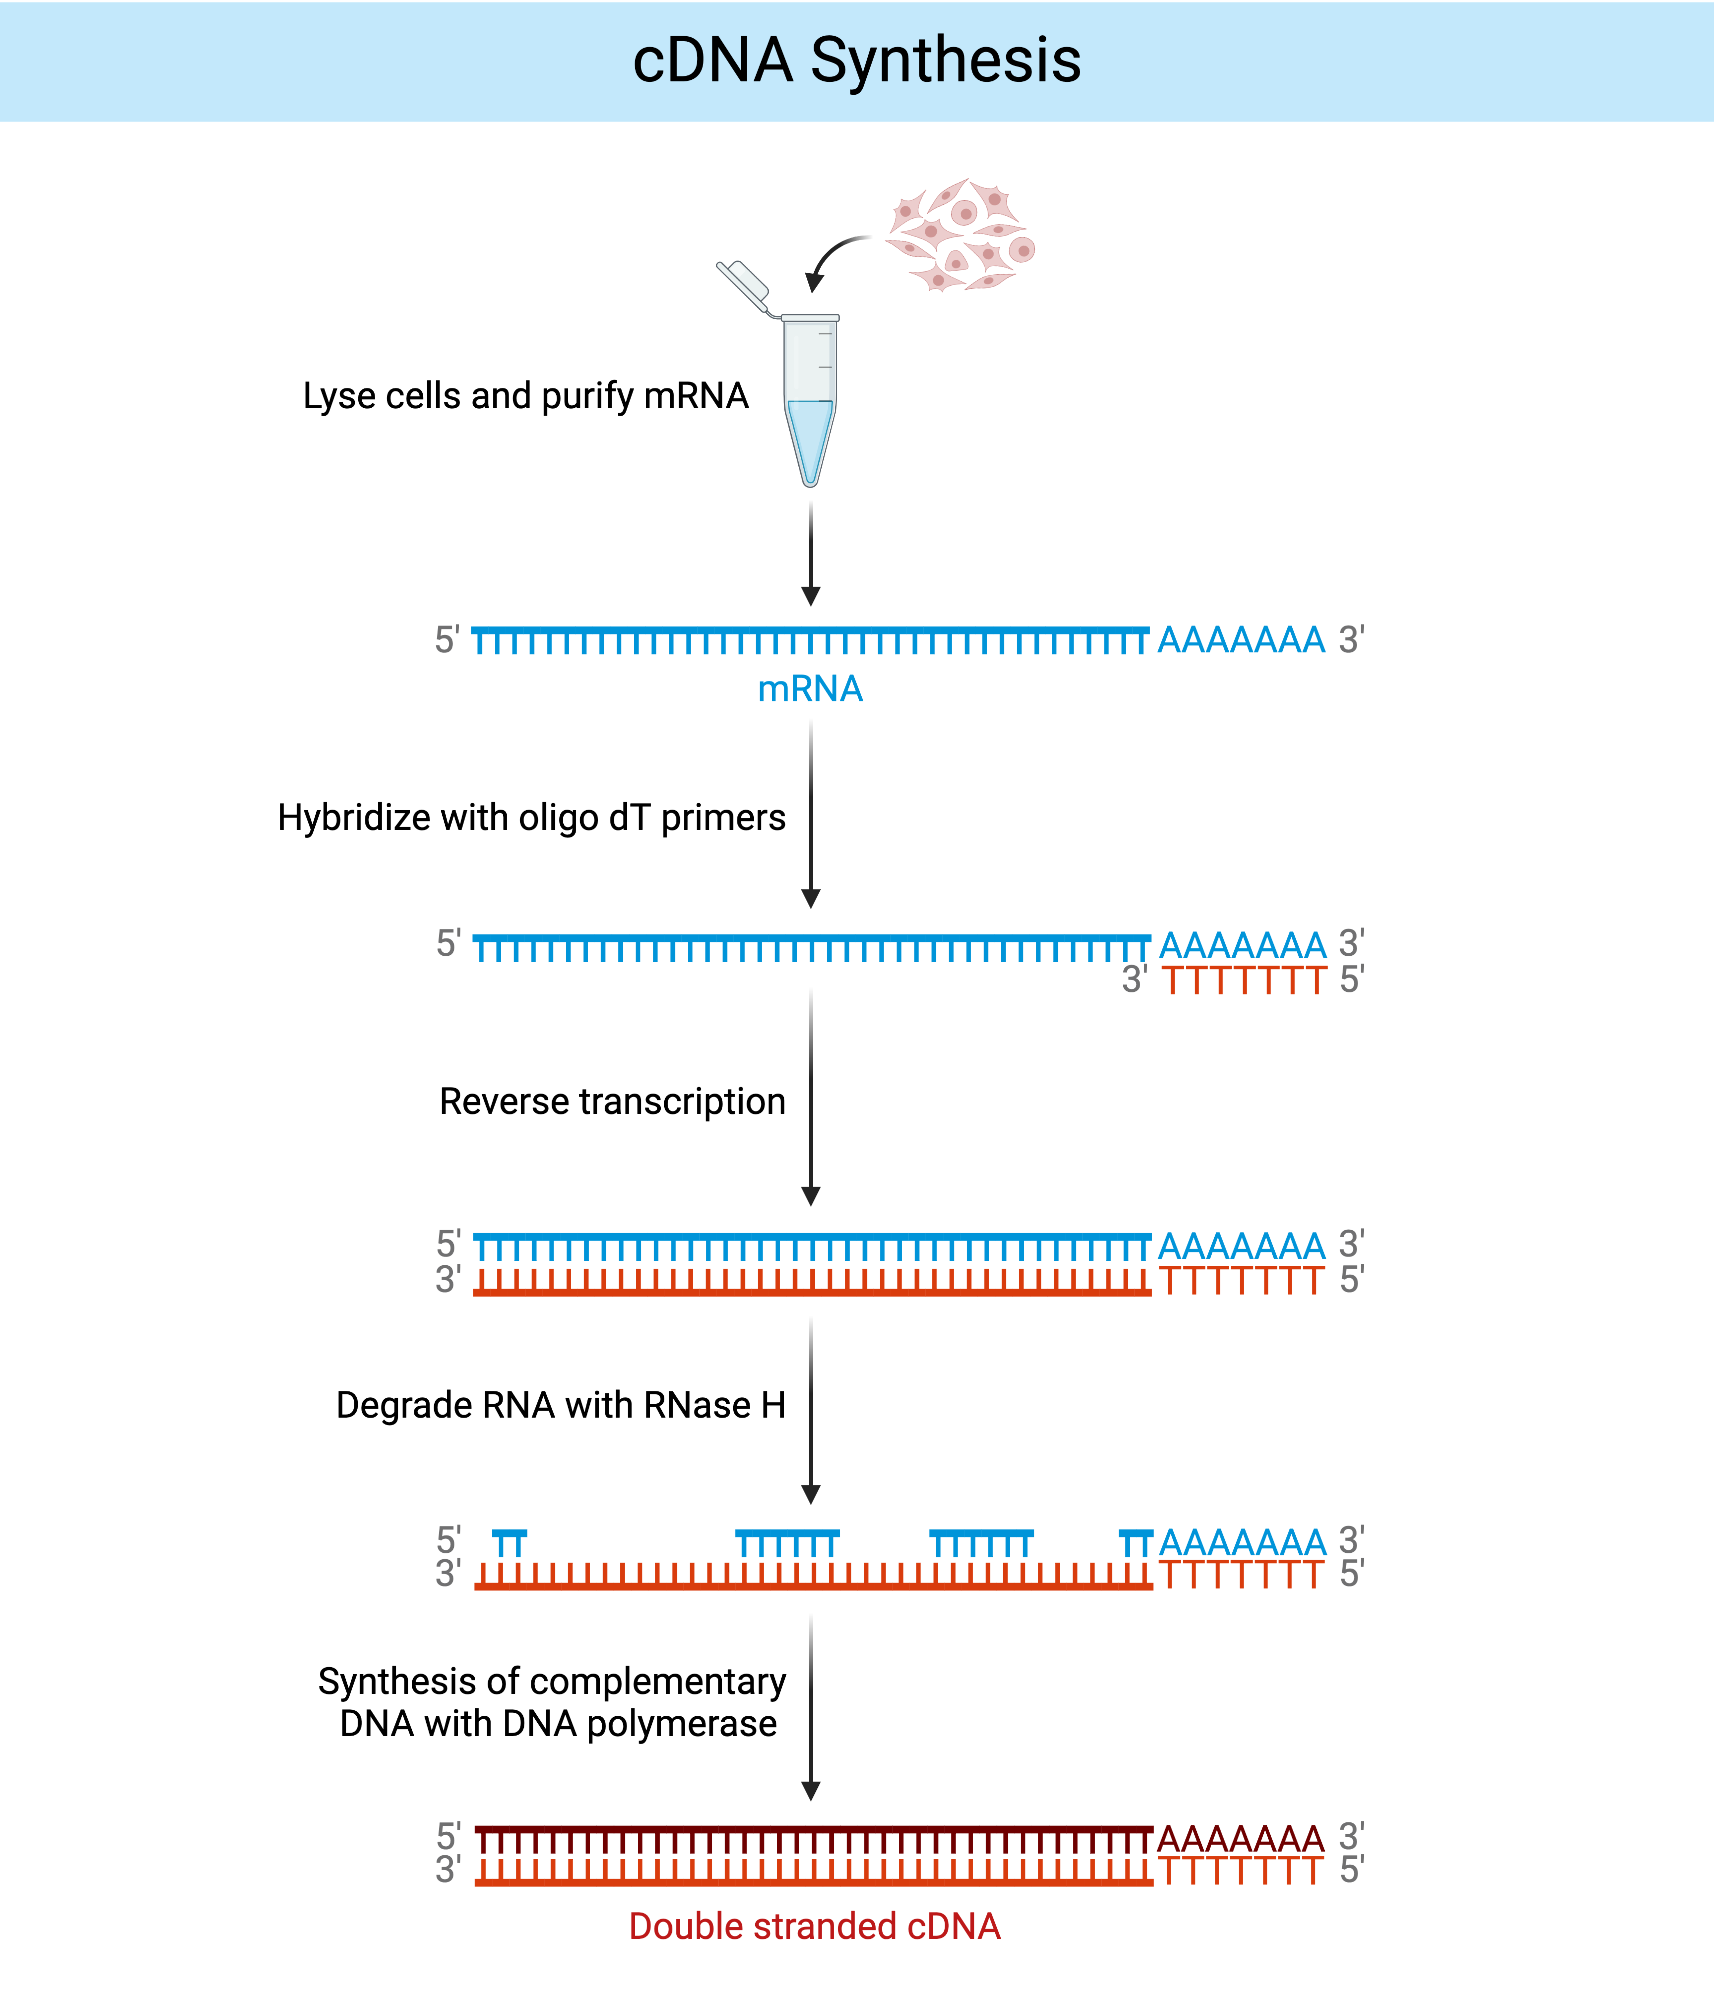 cDNA Synthesis
Lyse cells and purify mRNA
5' AAAAAAA 3'
mRNA
Hybridize with oligo dT primers
5' AAAAAAA 3'
3' TTTTTTT 5'
Reverse transcription
5' AAAAAAA 3'
3' TTTTTTT 5'
Degrade RNA with RNase H
5' AAAAAAA 3'
3' TTTTTTT 5'
Synthesis of complementary
DNA with DNA polymerase
5' AAAAAAA 3'
3' TTTTTTT 5'
Double stranded cDNA